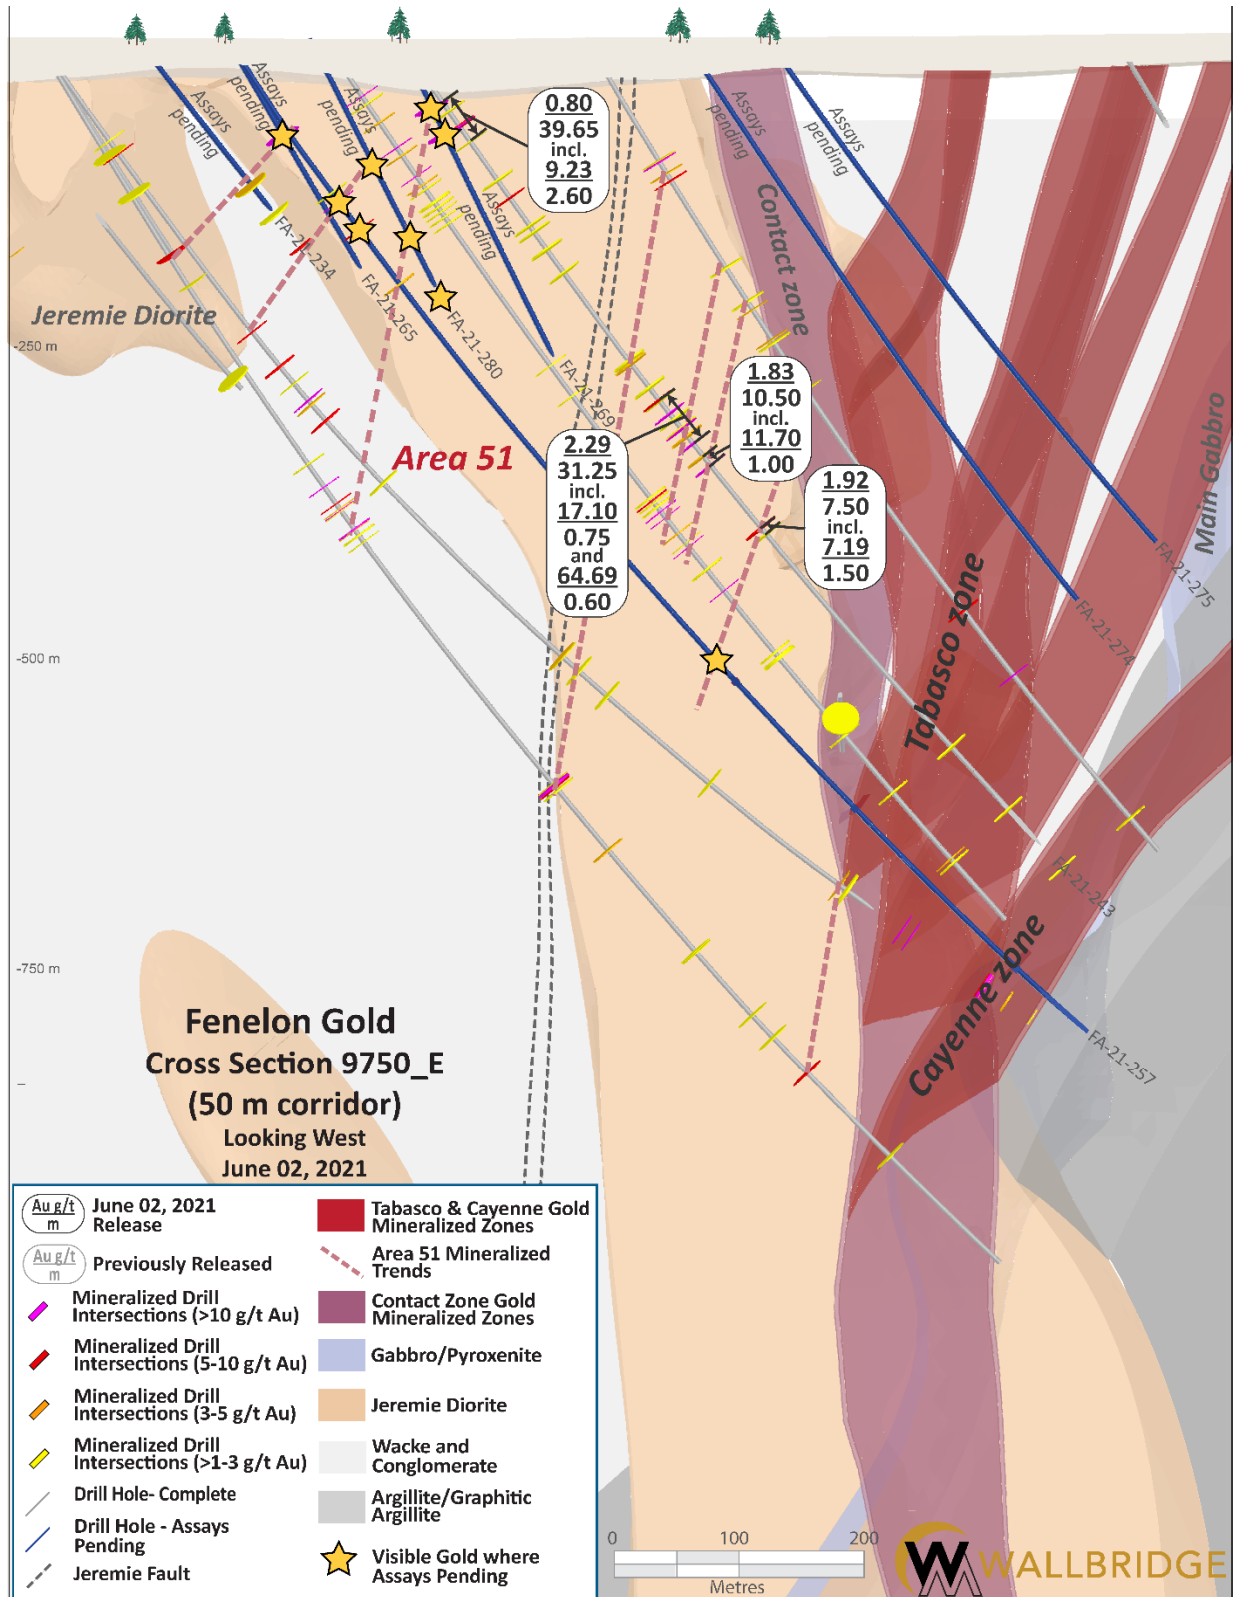 Assays
pending
Assays
pending
Assays
pending
Assays
pending
Assays
pending
Assays
pending
0.80
39.65
incl.
9.23
2.60
Contact zone
FA-21-234
FA-21-265
FA-21-280
FA-21-269
Jeremie Diorite
-250 m
Area 51
1.83
10.50
incl.
11.70
1.00
2.29
31.25
incl.
17.10
0.75
and
64.69
0.60
1.92
7.50
incl.
7.19
1.50
Main Gabbro
FA-21-275
FA-21-274
Tabasco zone
-500 m
FA-21-243
Cayenne zone
FA-21-257
-750 m
Fenelon Gold
Cross Section 9750_E
(50 m corridor)
Looking West
June 02, 2021
Au g/t
m
June 02, 2021
Release
Au g/t
m
Previously Released
Mineralized Drill
Intersections (>10 g/t Au)
Mineralized Drill
Intersections (5-10 g/t Au)
Mineralized Drill
Intersections (3-5 g/t Au)
Mineralized Drill
Intersections (>1-3 g/t Au)
Drill Hole- Complete
Drill Hole - Assays
Pending
Jeremie Fault
Tabasco & Cayenne Gold
Mineralized Zones
Area 51 Mineralized
Trends
Contact Zone Gold
Mineralized Zones
Gabbro/Pyroxenite
Jeremie Diorite
Wacke and
Conglomerate
Argillite/Graphitic
Argillite
Visible Gold where
Assays Pending
0 100 200
Metres
WALLBRIDGE